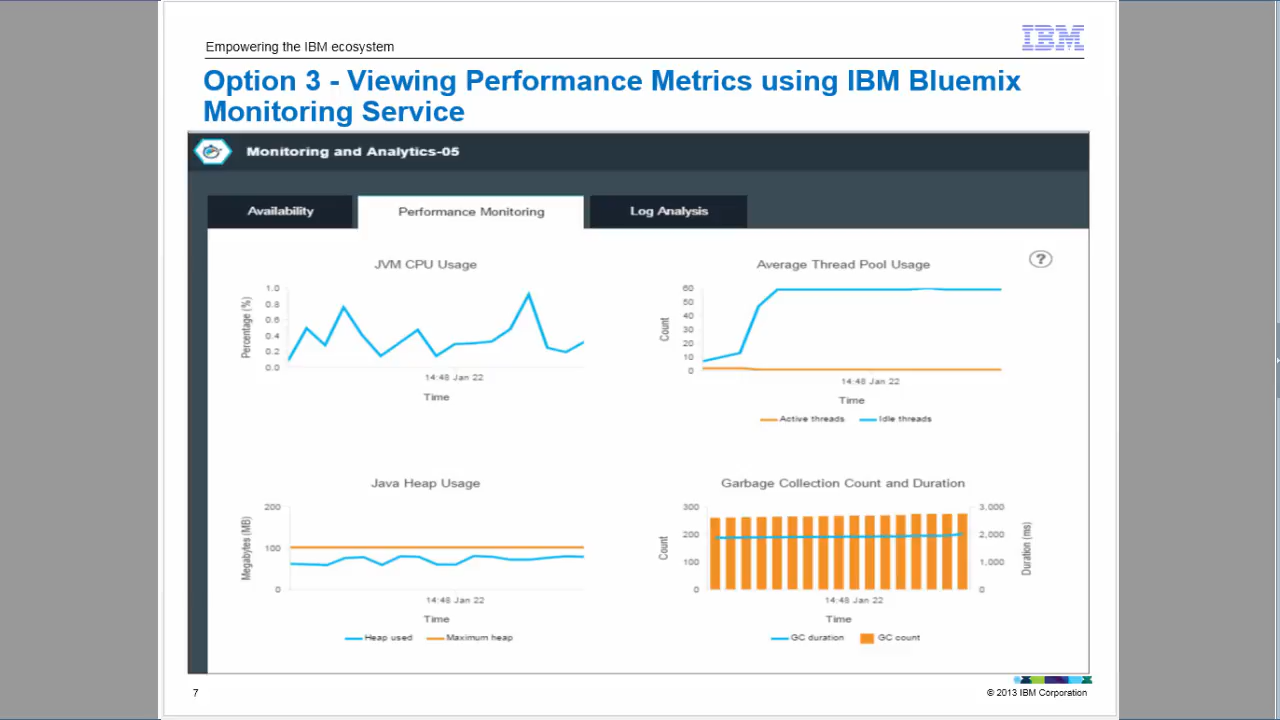 Empowering the IBM
system
IBM
Option 3 - Viewing Performance Metrics using IBM Bluemix
Monitoring Service
Monitoring and Analytics-05
Availability
Performance Monitoring
Log Analysis
?
JVM CPU Usage
Percentage (%)
1.0
0.8
0.6
0.4
0.2
0.0
14:48 Jan 22
Time
Average Thread Pool Usage
Count
60
50
40
30
20
10
0
14:48 Jan 22
Time
Active threads Idle threads
Java Heap Usage
Megabytes (MB)
200
100
0
14:48 Jan 22
Time
Heap used Maximum heap
Garbage Collection Count and Duration
Count
300
200
100
0
3,000
2,000
1,000
0
Duration (ms)
14:48 Jan 22
Time
GC duration GC count
7
© 2013 IBM Corporation